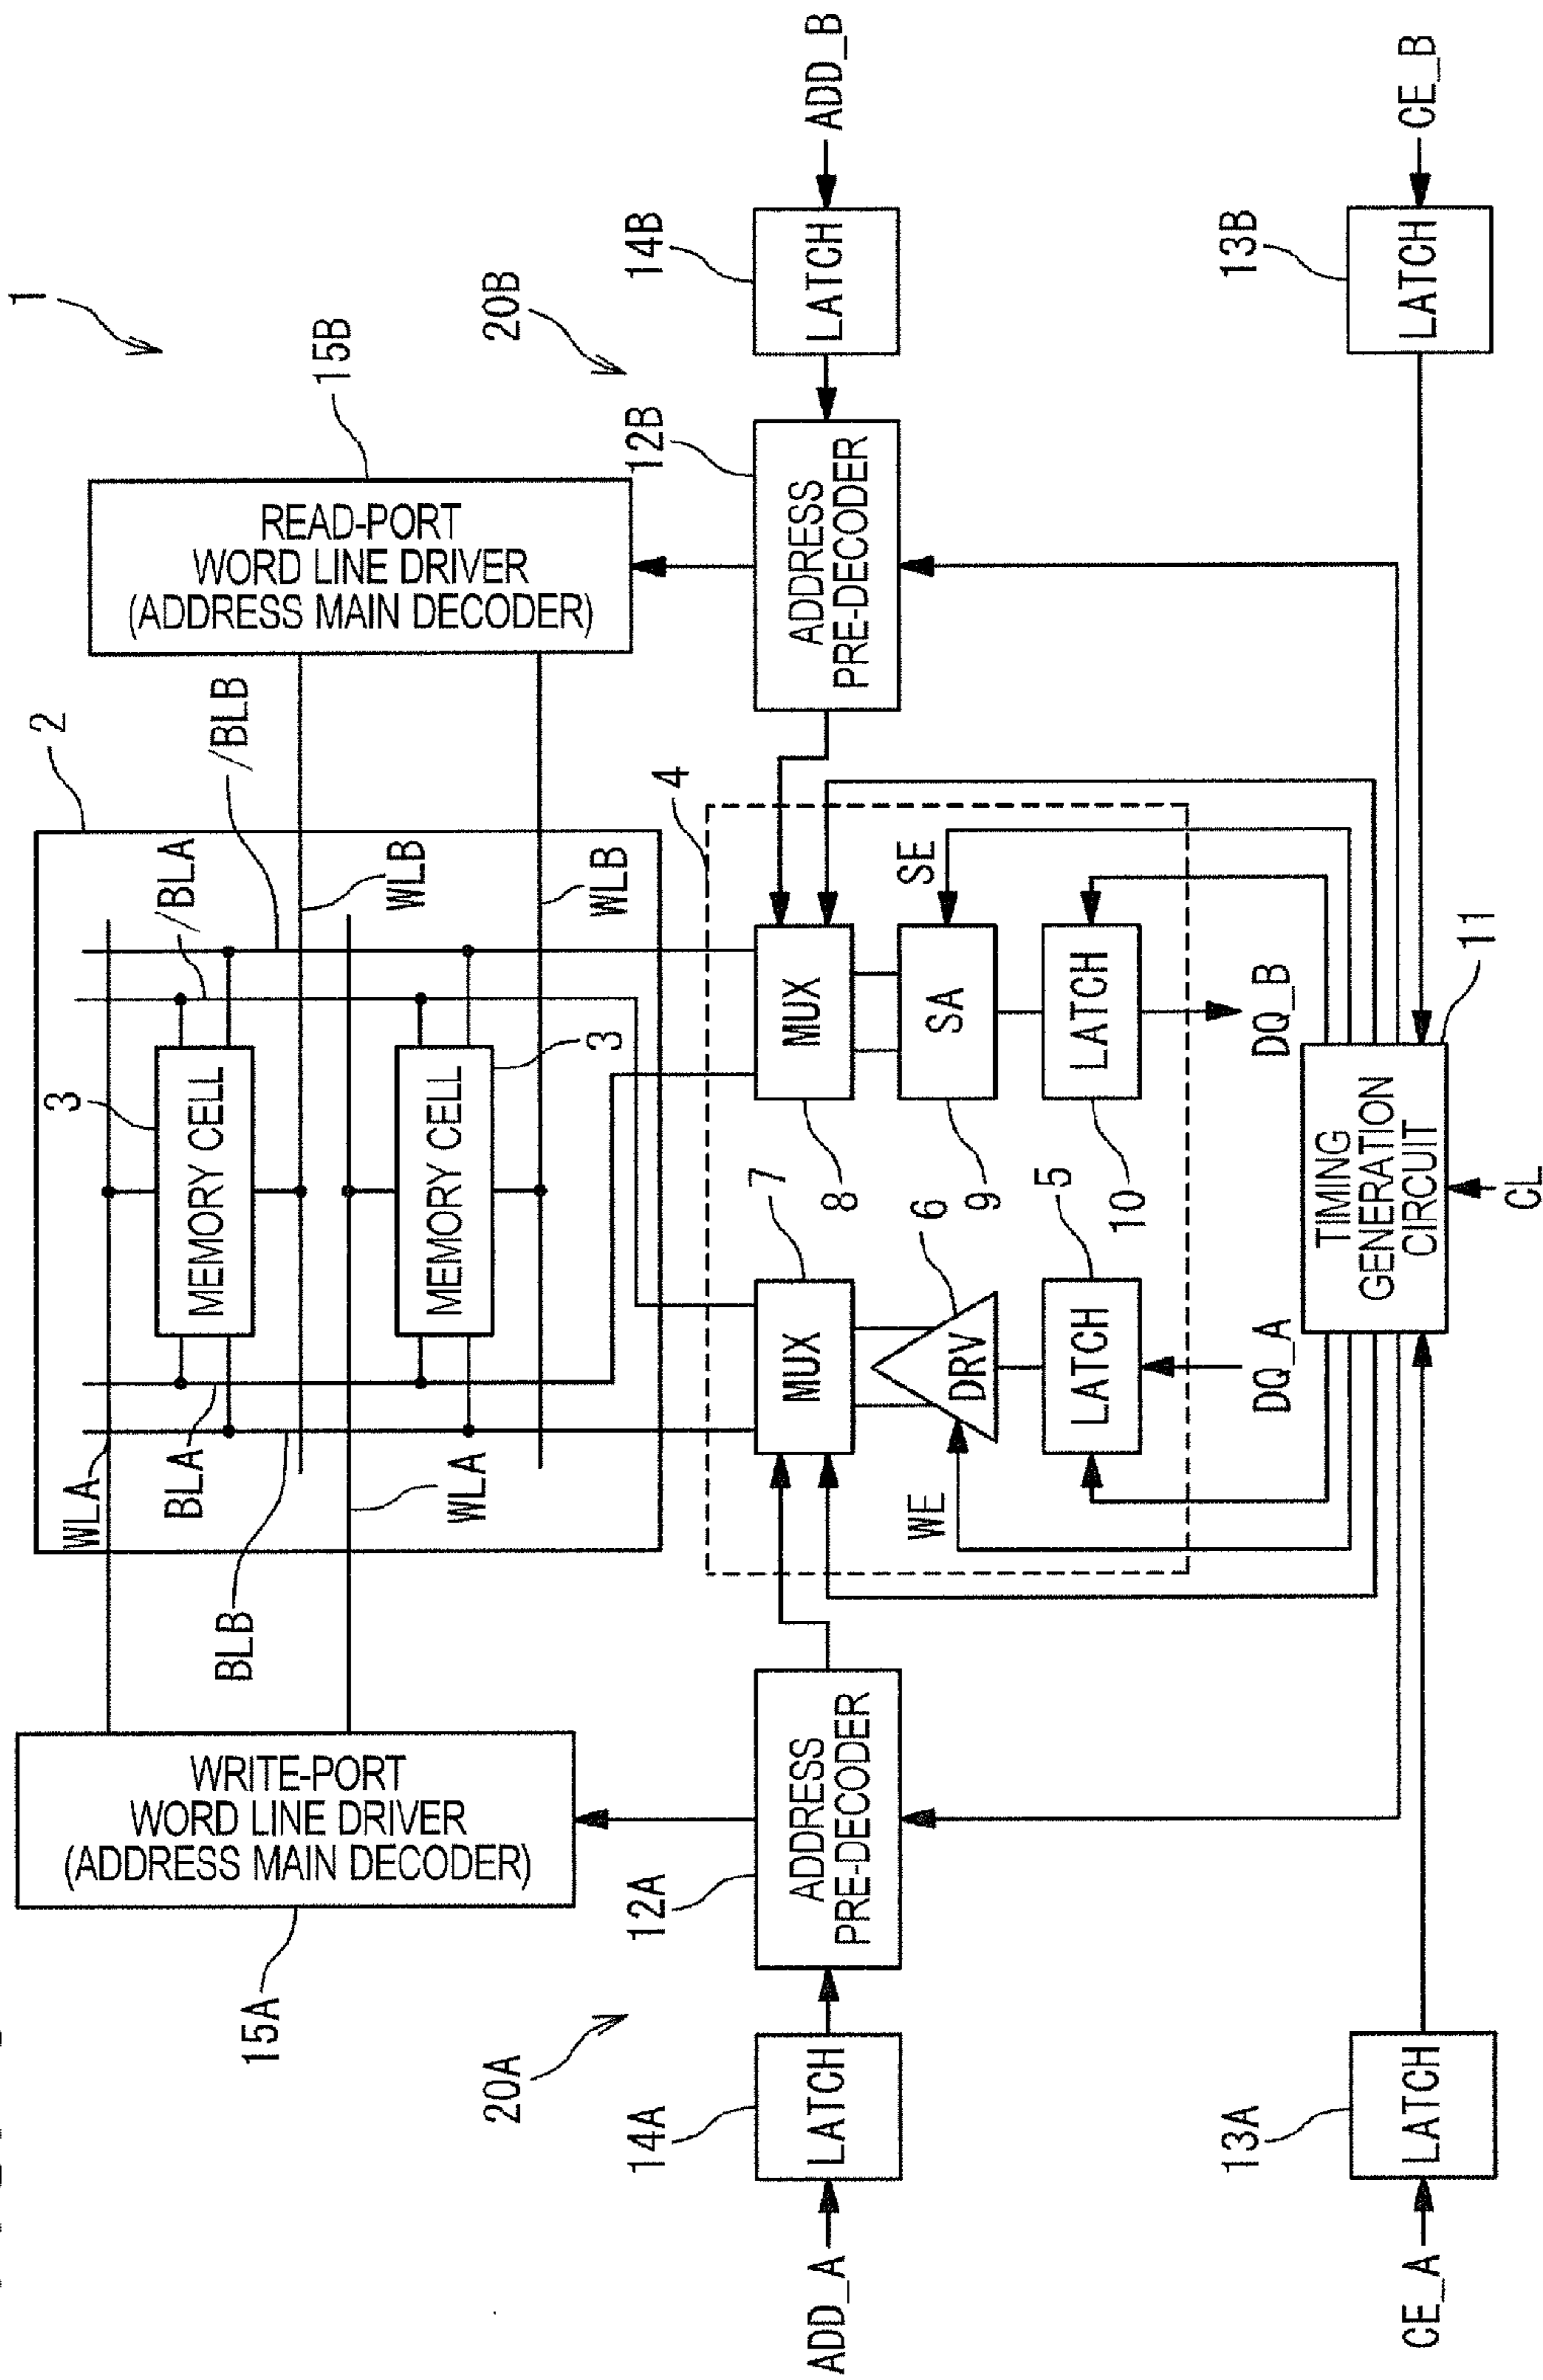 1
15B
READ-PORT
WORD LINE DRIVER
(ADDRESS MAIN DECODER)
2
/BLB
/BLA
WLB
WLB
3
MEMORY CELL
3
MEMORY CELL
WLA
BLA
BLB
WLA
WRITE-PORT
WORD LINE DRIVER
(ADDRESS MAIN DECODER)
15A
20B
14B
LATCH
ADD_B
12B
ADDRESS
PRE-DECODER
4
MUX
8
SE
SA
9
LATCH
10
DQ_B
7
MUX
6
DRV
WE
5
LATCH
DQ_A
12A
ADDRESS
PRE-DECODER
20A
14A
LATCH
ADD_A
13B
LATCH
CE_B
11
TIMING
GENERATION
CIRCUIT
CL
13A
LATCH
CE_A